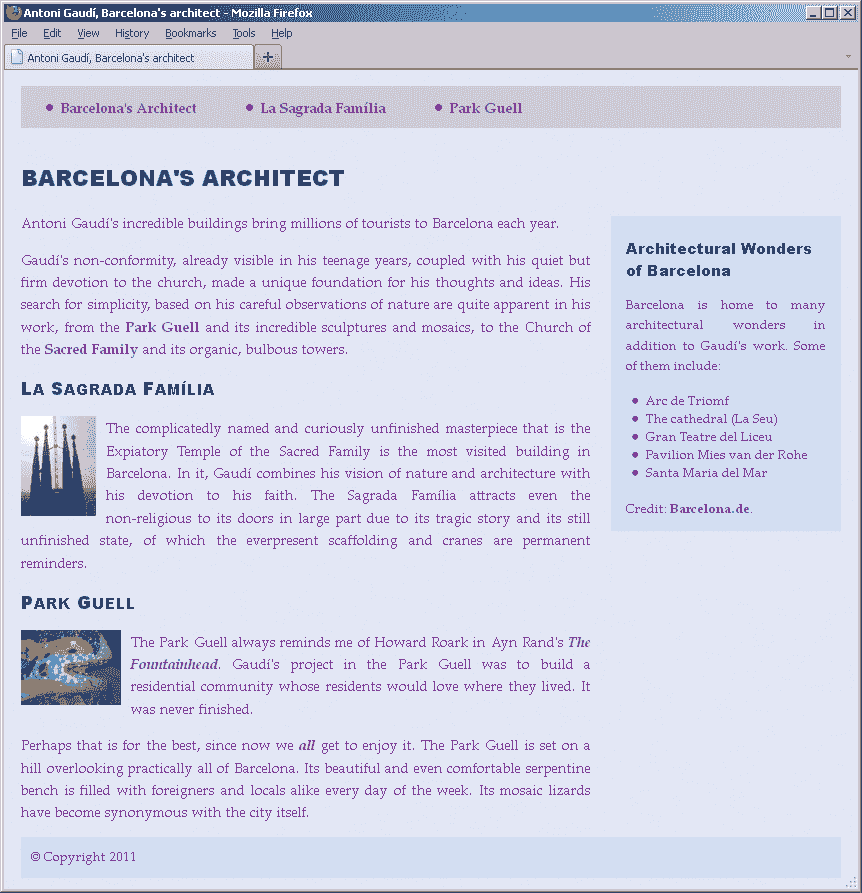 Antoni Gaudí, Barcelona's architect - Mozilla Firefox
File Edit View History Bookmarks Tools Help
Antoni Gaudí, Barcelona's architect
Barcelona's Architect La Sagrada Família Park Guell
BARCELONA'S ARCHITECT
Antoni Gaudí's incredible buildings bring millions of tourists to Barcelona each year.
Gaudí's non-conformity, already visible in his teenage years, coupled with his quiet but
firm devotion to the church, made a unique foundation for his thoughts and ideas. His
search for simplicity, based on his careful observations of nature are quite apparent in his
work, from the Park Guell and its incredible sculptures and mosaics, to the Church of
the Sacred Family and its organic, bulbous towers.
LA SAGRADA FAMÍLIA
The complicatedly named and curiously unfinished masterpiece that is the
Expiatory Temple of the Sacred Family is the most visited building in
Barcelona. In it, Gaudí combines his vision of nature and architecture with
his devotion to his faith. The Sagrada Família attracts even the
non-religious to its doors in large part due to its tragic story and its still
unfinished state, of which the everpresent scaffolding and cranes are permanent
reminders.
PARK GUELL
The Park Guell always reminds me of Howard Roark in Ayn Rand's The
Fountainhead. Gaudí's project in the Park Guell was to build a
residential community whose residents would love where they lived. It
was never finished.
Perhaps that is for the best, since now we all get to enjoy it. The Park Guell is set on a
hill overlooking practically all of Barcelona. Its beautiful and even comfortable serpentine
bench is filled with foreigners and locals alike every day of the week. Its mosaic lizards
have become synonymous with the city itself.
Architectural Wonders
of Barcelona
Barcelona is home to many
architectural wonders in
addition to Gaudí's work. Some
of them include:
Arc de Triomf
The cathedral (La Seu)
Gran Teatre del Liceu
Pavilion Mies van der Rohe
Santa Maria del Mar
Credit: Barcelona.de.
© Copyright 2011